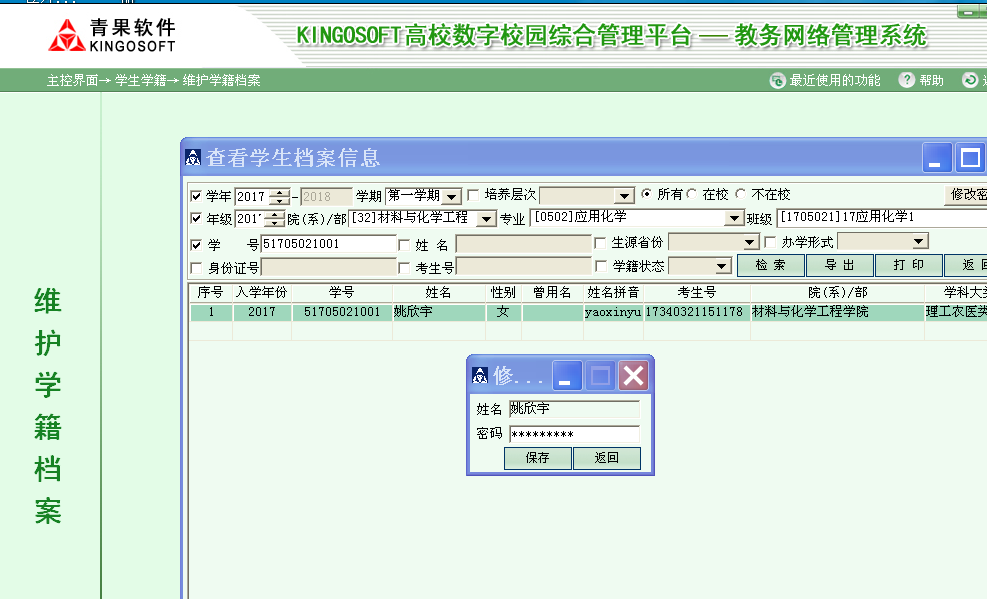 青果软件
KINGOSOFT
KINGOSOFT高校数字校园综合管理平台 — 教务网络管理系统
主控界面→ 学生学籍→ 维护学籍档案
最近使用的功能 帮助
查看学生档案信息
学年 2017 - 2018 学期 第一学期 培养层次 所有 在校 不在校 修改密
年级 201 院(系)/部 [32]材料与化学工程 专业 [0502]应用化学 班级 [1705021]17应用化学1
学 号 51705021001 姓 名 生源省份 办学形式
身份证号 考生号 学籍状态 检 索 导 出 打 印 返 回
序号 入学年份 学号 姓名 性别 曾用名 姓名拼音 考生号 院(系)/部 学科大类
1 2017 51705021001 姚欣宇 女 yaoxinyu 17340321151178 材料与化学工程学院 理工农医类
维护学籍档案
修...
姓名 姚欣宇
密码 *********
保存 返回